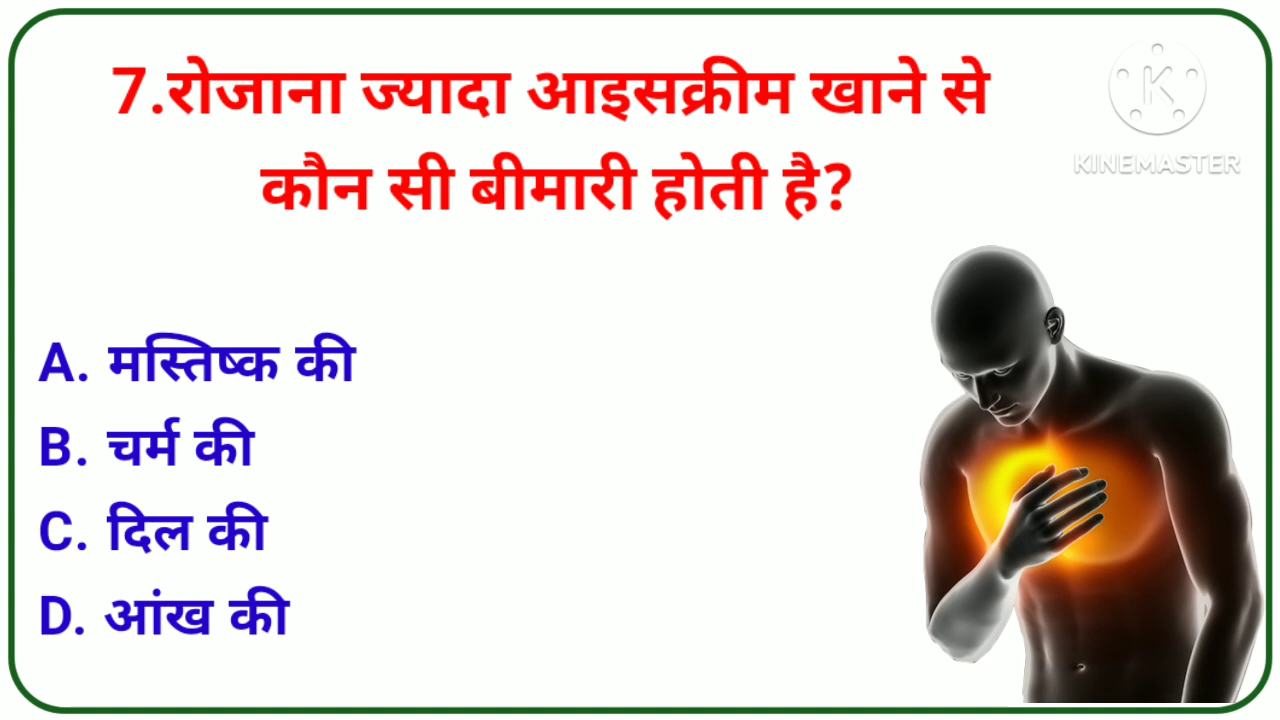 7.रोजाना ज्यादा आइसक्रीम खाने से
कौन सी बीमारी होती है?
KINEMASTER
A. मस्तिष्क की
B. चर्म की
C. दिल की
D. आंख की